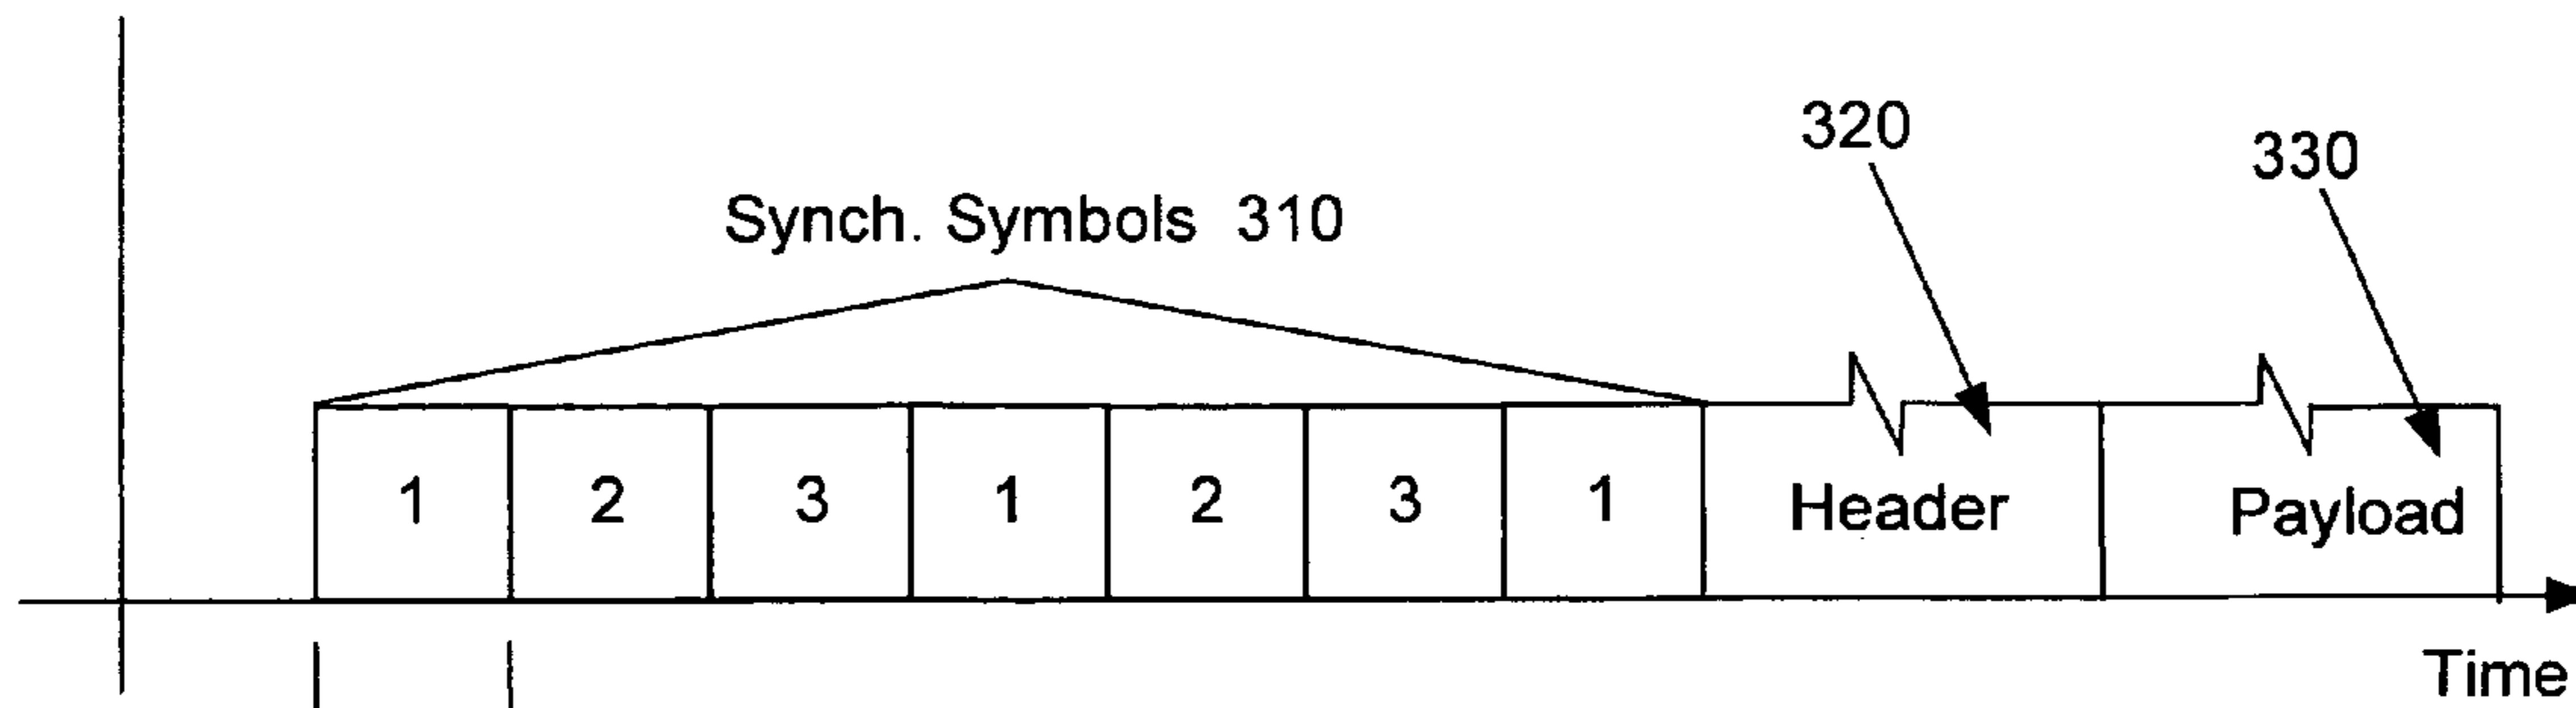 320
330
Synch. Symbols 310
1 2 3 1 2 3 1 Header Payload
Time